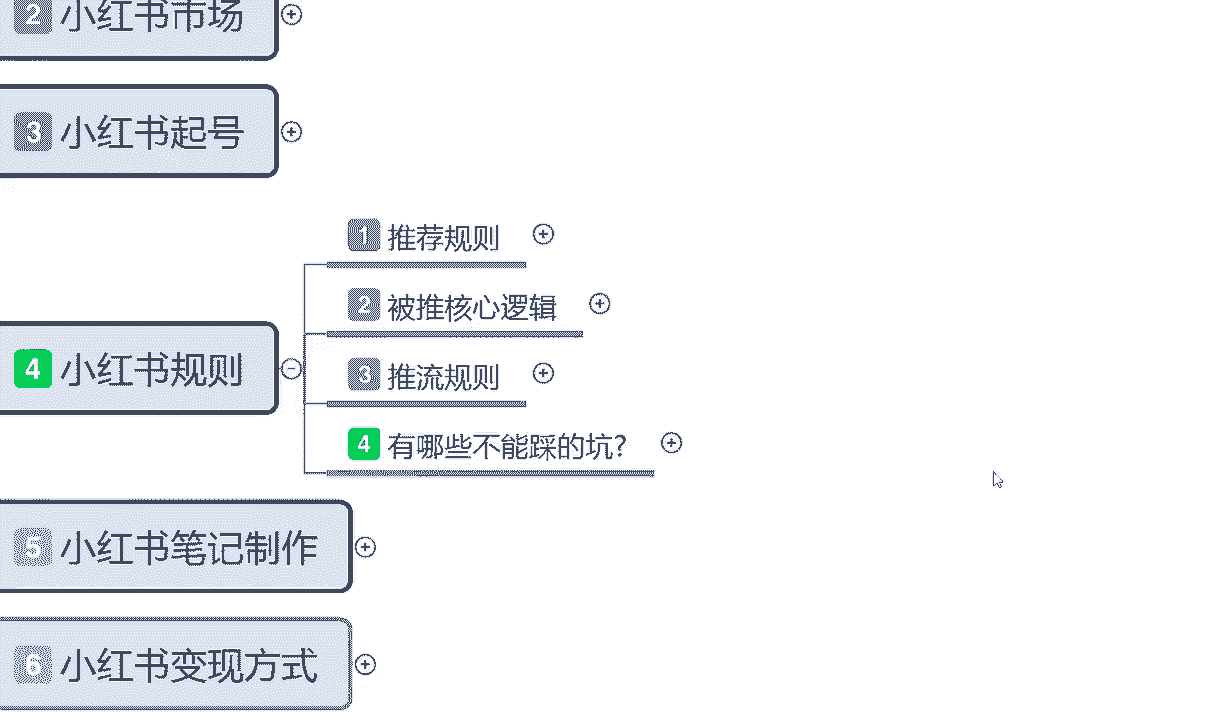 2 小红书市场
3 小红书起号
4 小红书规则
1 推荐规则
2 被推核心逻辑
3 推流规则
4 有哪些不能踩的坑?
5 小红书笔记制作
6 小红书变现方式